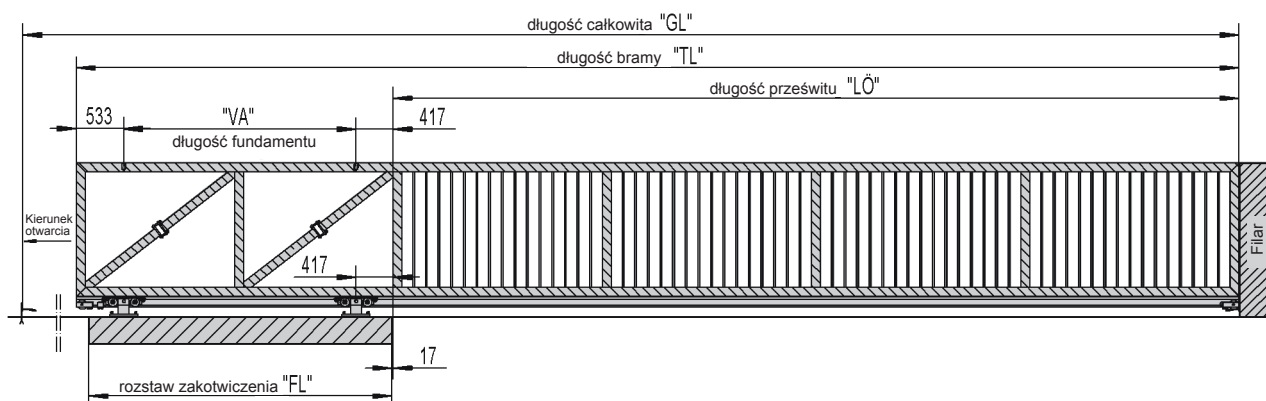 długość całkowita "GL"
długość bramy "TL"
długość prześwitu "LÖ"
533
"VA"
417
długość fundamentu
Kierunek
otwarcia
417
Filar
17
rozstaw zakotwiczenia "FL"